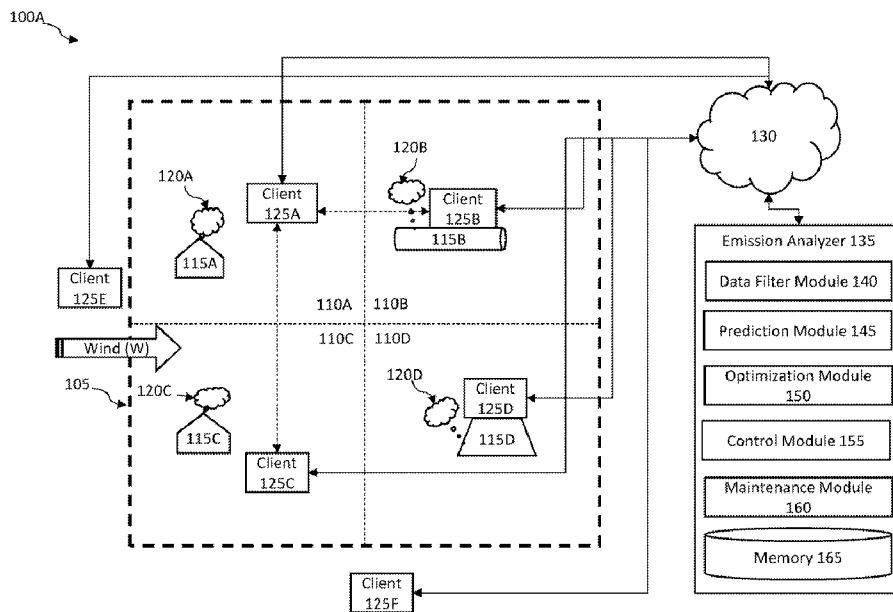 100A
120B
130
120A
Client
125A
Client
125B
115B
115A
Emission Analyzer 135
Client
125E
Data Filter Module 140
110A
110B
Prediction Module 145
110C
110D
Wind (W)
120D
Optimization Module
150
105
120C
Client
125D
115C
115D
Control Module 155
Client
125C
Maintenance Module
160
Memory 165
Client
125F